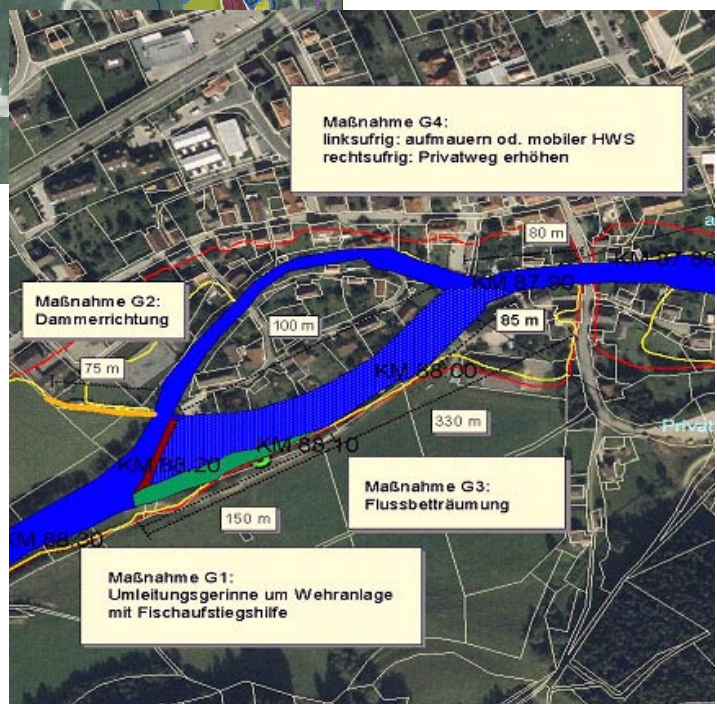 Maßnahme G4:
linksufrig: aufmauern od. mobiler HWS
rechtsufrig: Privatweg erhöhen
80 m
KM 87.90
Maßnahme G2:
Dammerrichtung
100 m
85 m
75 m
KM 88.00
330 m
Privat
KM 88.10
KM 88.20
Maßnahme G3:
Flussbetträumung
150 m
KM 88.30
Maßnahme G1:
Umleitungsgerinne um Wehranlage
mit Fischaufstiegshilfe